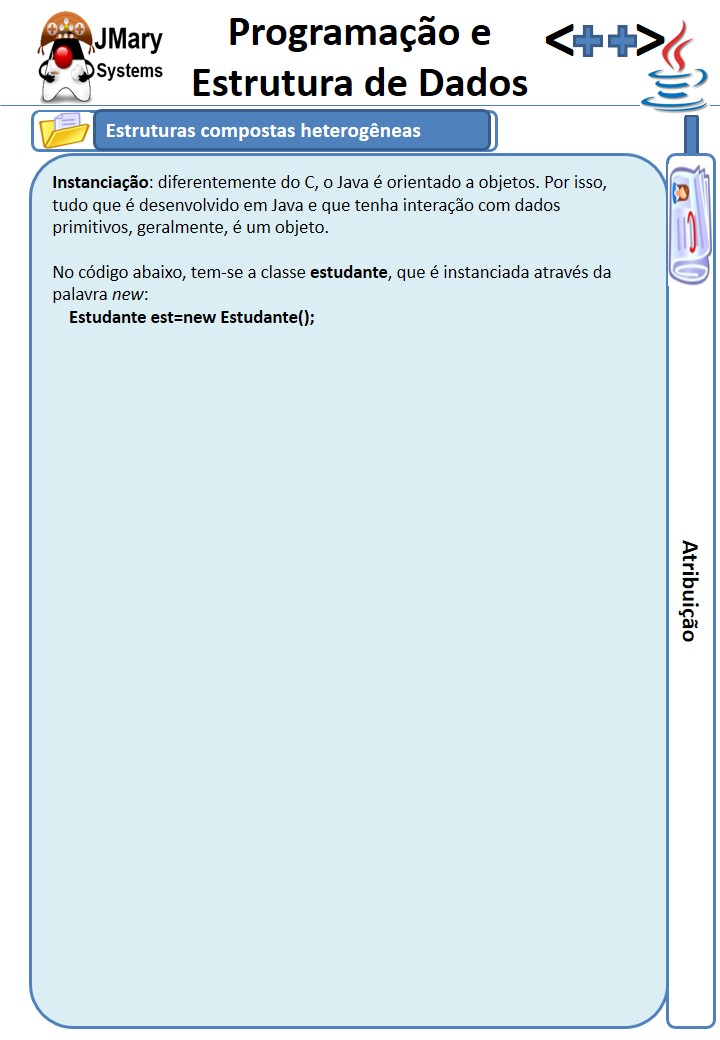 JMary
Systems
Programação e
Estrutura de Dados
<++>
Estruturas compostas heterogêneas
Instanciação: diferentemente do C, o Java é orientado a objetos. Por isso,
tudo que é desenvolvido em Java e que tenha interação com dados
primitivos, geralmente, é um objeto.
No código abaixo, tem-se a classe estudante, que é instanciada através da
palavra new:
Estudante est=new Estudante();
Atribuição